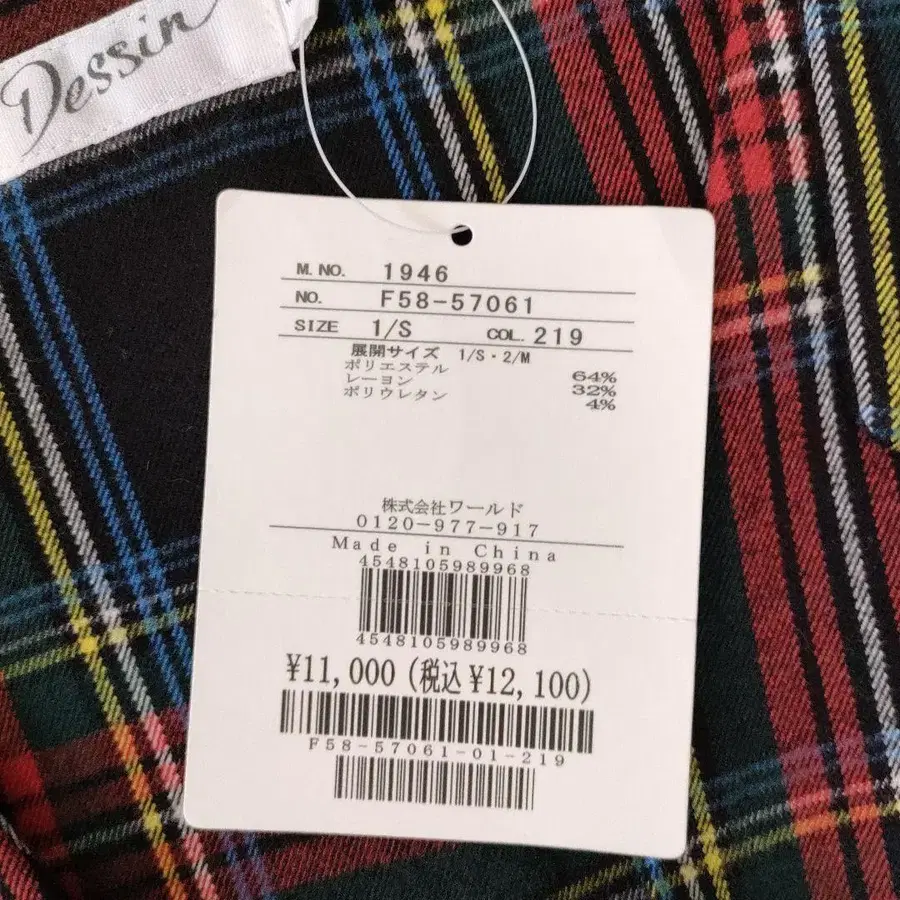 Dessin
M. NO. 1946
NO. F58-57061
SIZE 1/S COL. 219
展開サイズ 1/S・2/M
ポリエステル 64%
レーヨン 32%
ポリウレタン 4%
株式会社ワールド
0120-977-917
Made in China
4548105989968
4548105989968
¥11,000 (税込¥12,100)
F58-57061-01-219